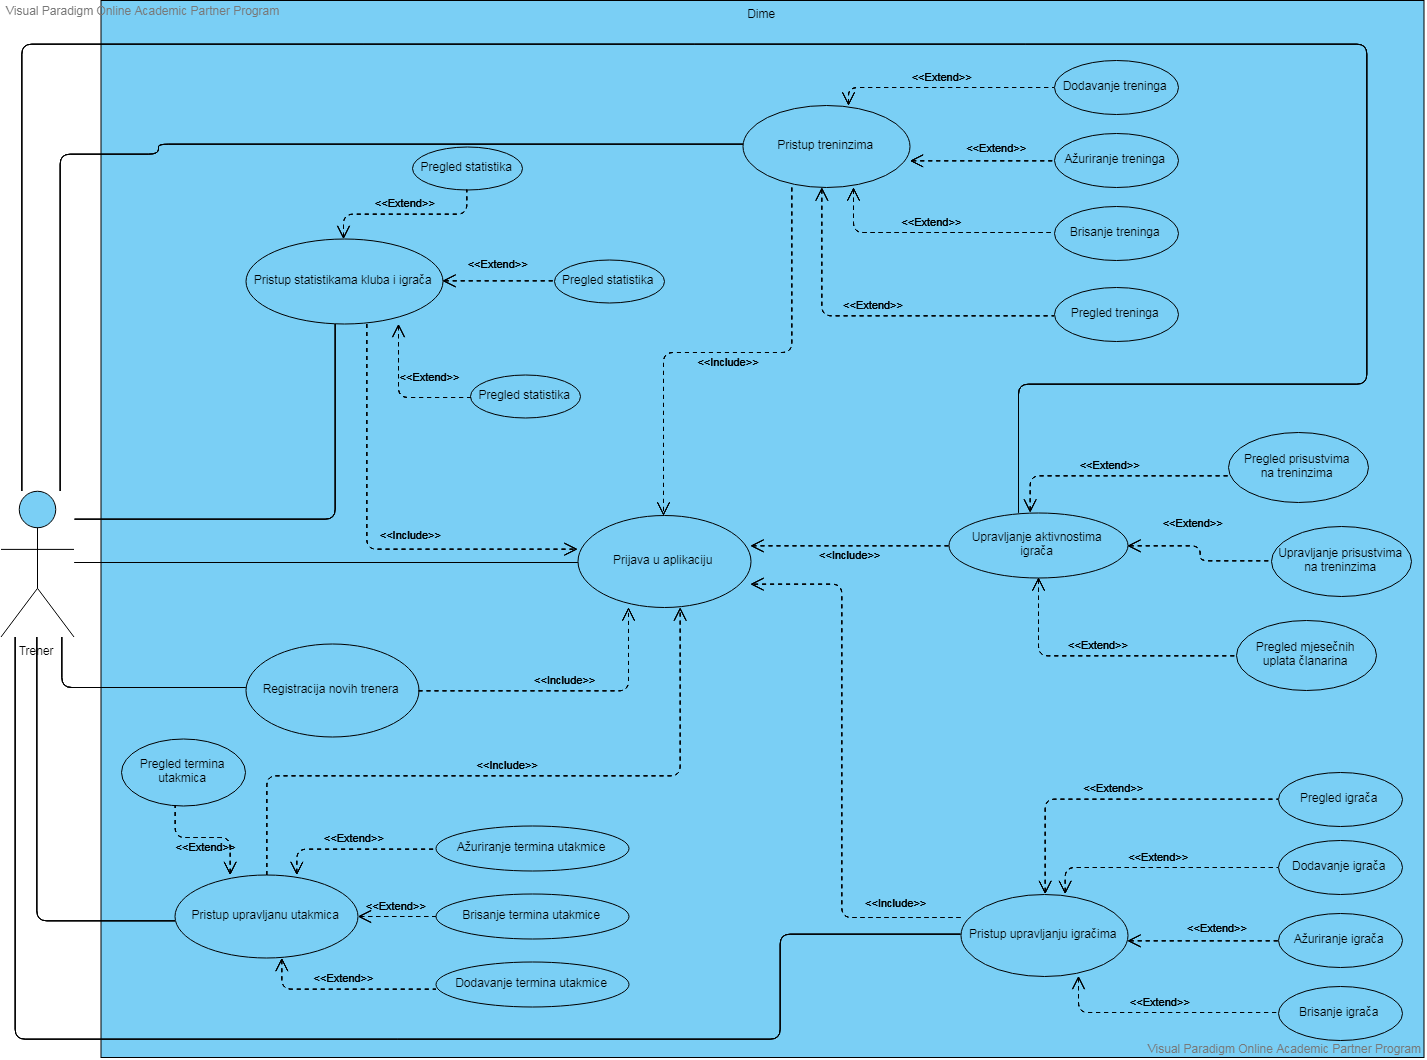 Visual Paradigm Online Academic Partner Program
Dime
<<Extend>>
Dodavanje treninga
Pristup treninzima
<<Extend>>
Ažuriranje treninga
Pregled statistika
<<Extend>>
<<Extend>>
Brisanje treninga
<<Extend>>
Pristup statistikama kluba i igrača
Pregled statistika
<<Extend>>
Pregled treninga
<<Include>>
<<Extend>>
Pregled statistika
<<Extend>>
Pregled prisustvima
na treninzima
<<Extend>>
<<Include>>
Upravljanje aktivnostima
igrača
<<Include>>
Prijava u aplikaciju
Upravljanje prisustvima
na treninzima
Trener
<<Extend>>
Pregled mjesečnih
uplata članarina
<<Include>>
Registracija novih trenera
Pregled termina
utakmica
<<Include>>
<<Extend>>
Pregled igrača
<<Extend>>
<<Extend>>
Ažuriranje termina utakmice
<<Extend>>
Dodavanje igrača
<<Extend>>
Brisanje termina utakmice
Pristup upravljanu utakmica
<<Include>>
Pristup upravljanju igračima
<<Extend>>
Ažuriranje igrača
<<Extend>>
Dodavanje termina utakmice
<<Extend>>
Brisanje igrača
Visual Paradigm Online Academic Partner Program